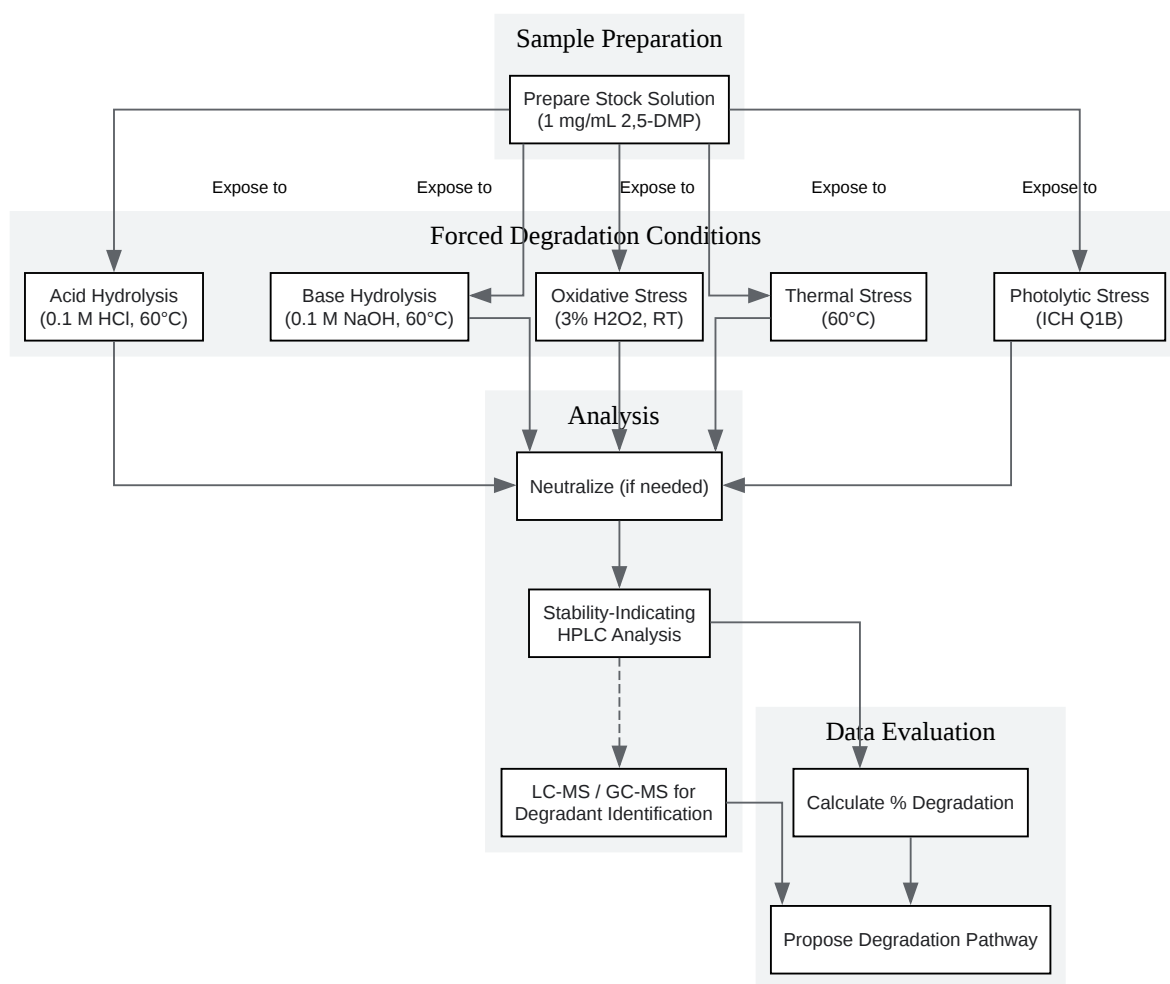 Sample Preparation
Prepare Stock Solution
(1 mg/mL 2,5-DMP)
Expose to
Expose to
Expose to
Expose to
Expose to
Forced Degradation Conditions
Acid Hydrolysis
(0.1 M HCl, 60°C)
Base Hydrolysis
(0.1 M NaOH, 60°C)
Oxidative Stress
(3% H2O2, RT)
Thermal Stress
(60°C)
Photolytic Stress
(ICH Q1B)
Analysis
Neutralize (if needed)
Stability-Indicating
HPLC Analysis
LC-MS / GC-MS for
Degradant Identification
Data Evaluation
Calculate % Degradation
Propose Degradation Pathway